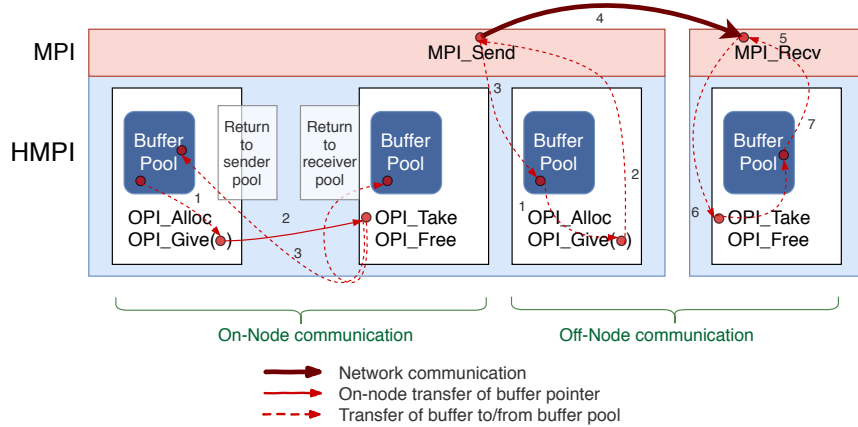 4
MPI
MPI_Send
5
MPI_Recv
3
HMPI
Buffer
Pool
Return
to
sender
pool
Return
to
receiver
pool
Buffer
Pool
Buffer
Pool
Buffer
Pool
7
1
2
3
1
2
6
OPI_Alloc
OPI_Give( )
OPI_Take
OPI_Free
OPI_Alloc
OPI_Give( )
OPI_Take
OPI_Free
On-Node communication
Off-Node communication
Network communication
On-node transfer of buffer pointer
Transfer of buffer to/from buffer pool